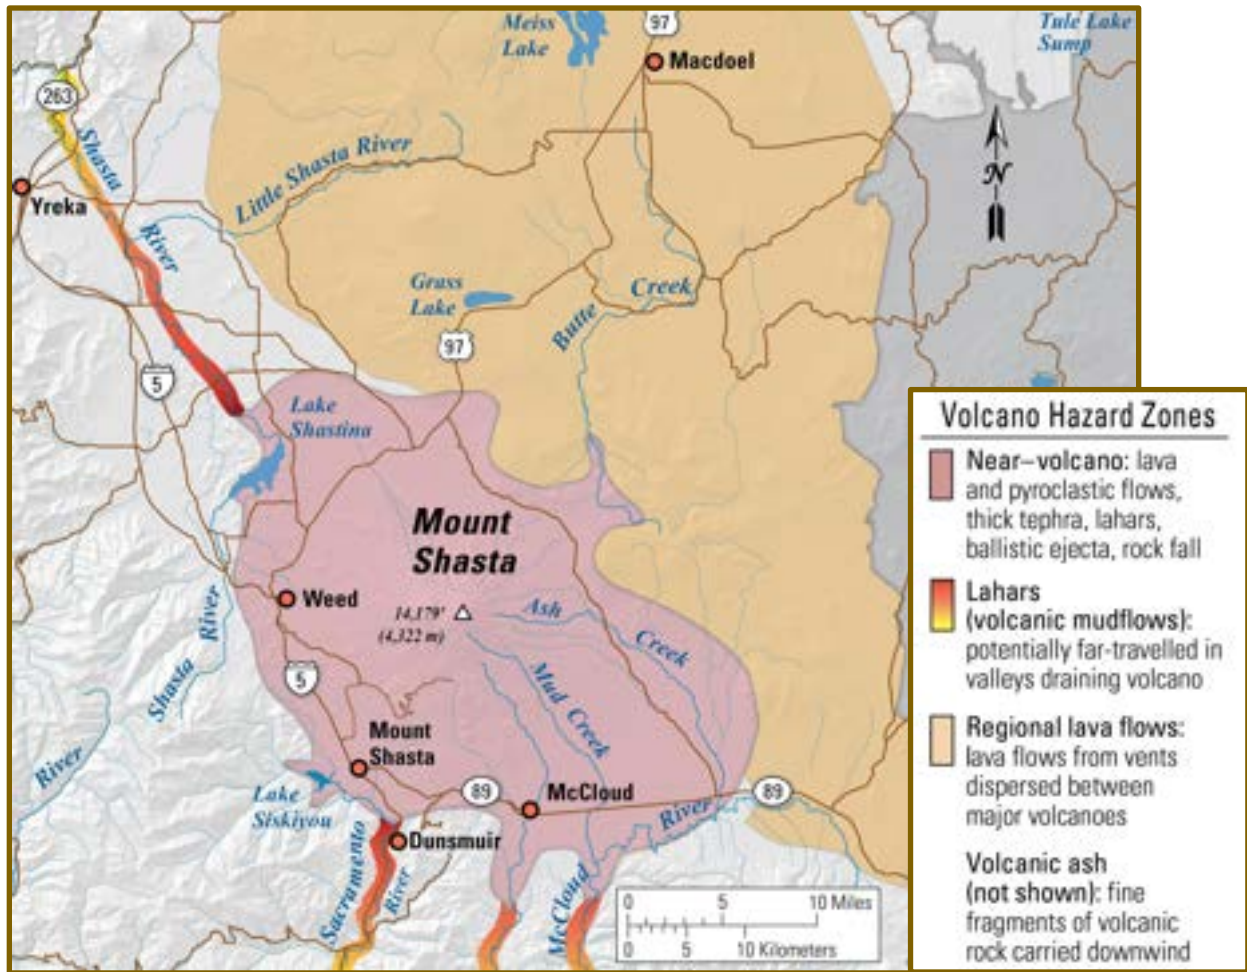 Meiss
Lake
97
Macdoel
Tule Lake
Sump
263
Shasta
River
Yreka
Little Shasta River
N
Grass
Lake
Butte
Creek
97
5
Lake
Shastina
Mount
Shasta
14,179'
(4,322 m)
Weed
Ash
Creek
Shasta
River
5
Mud Creek
Mount
Shasta
River
Lake
Siskiyou
89
McCloud
89
Dunsmuir
Sacramento
River
McCloud
River
0 5 10 Miles
0 5 10 Kilometers
Volcano Hazard Zones
Near–volcano: lava
and pyroclastic flows,
thick tephra, lahars,
ballistic ejecta, rock fall
Lahars
(volcanic mudflows):
potentially far-travelled in
valleys draining volcano
Regional lava flows:
lava flows from vents
dispersed between
major volcanoes
Volcanic ash
(not shown): fine
fragments of volcanic
rock carried downwind